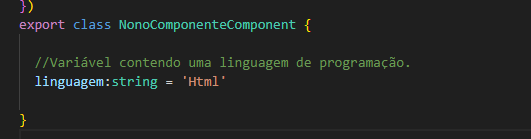 })
export class NonoComponenteComponent {
//Variável contendo uma linguagem de programação.
linguagem:string = 'Html'
}